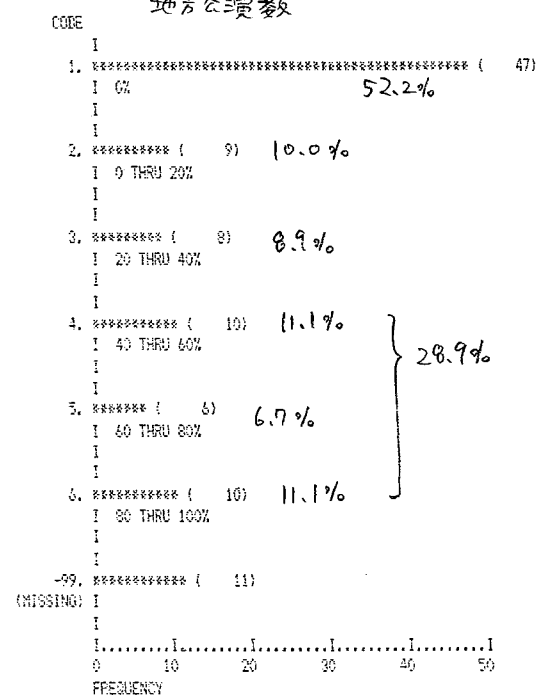 地方公演数
CODE
I
1. *********************************************** ( 47) 52.2%
I 0%
I
I
2. ********** ( 9) 10.0%
I 0 THRU 20%
I
I
3. ********* ( 8) 8.9%
I 20 THRU 40%
I
I
4. *********** ( 10) 11.1%
I 40 THRU 60%
I
I
28.9%
5. ******* ( 6) 6.7%
I 60 THRU 80%
I
I
6. *********** ( 10) 11.1%
I 80 THRU 100%
I
I
-99. ************ ( 11)
(MISSING) I
I
I.........I.........I.........I.........I.........I
0 10 20 30 40 50
FREQUENCY